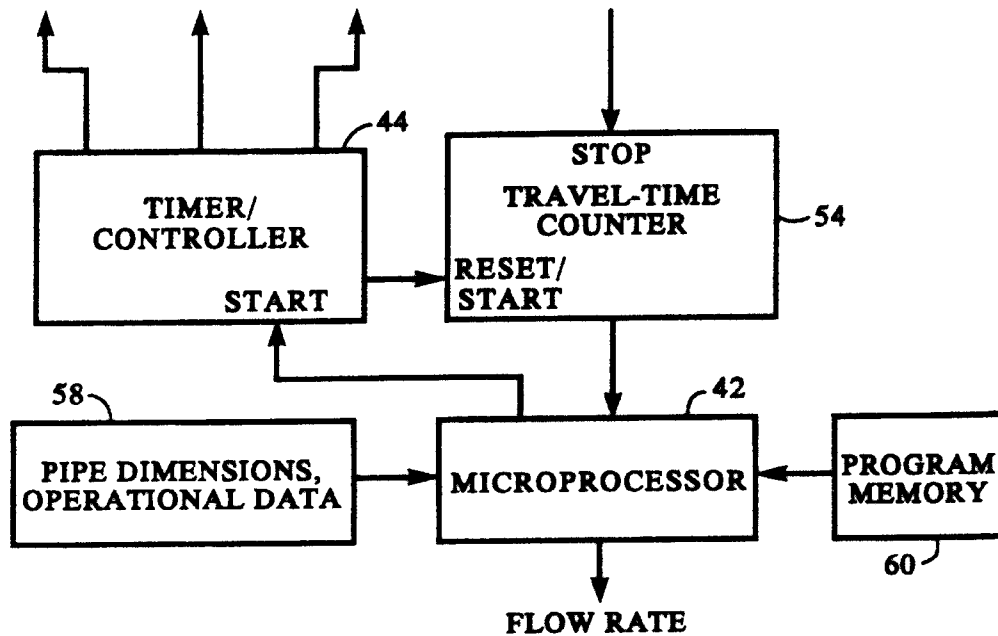 44
TIMER/
CONTROLLER
START
STOP
TRAVEL-TIME
COUNTER
RESET/
START
54
58
PIPE DIMENSIONS,
OPERATIONAL DATA
42
MICROPROCESSOR
PROGRAM
MEMORY
60
FLOW RATE